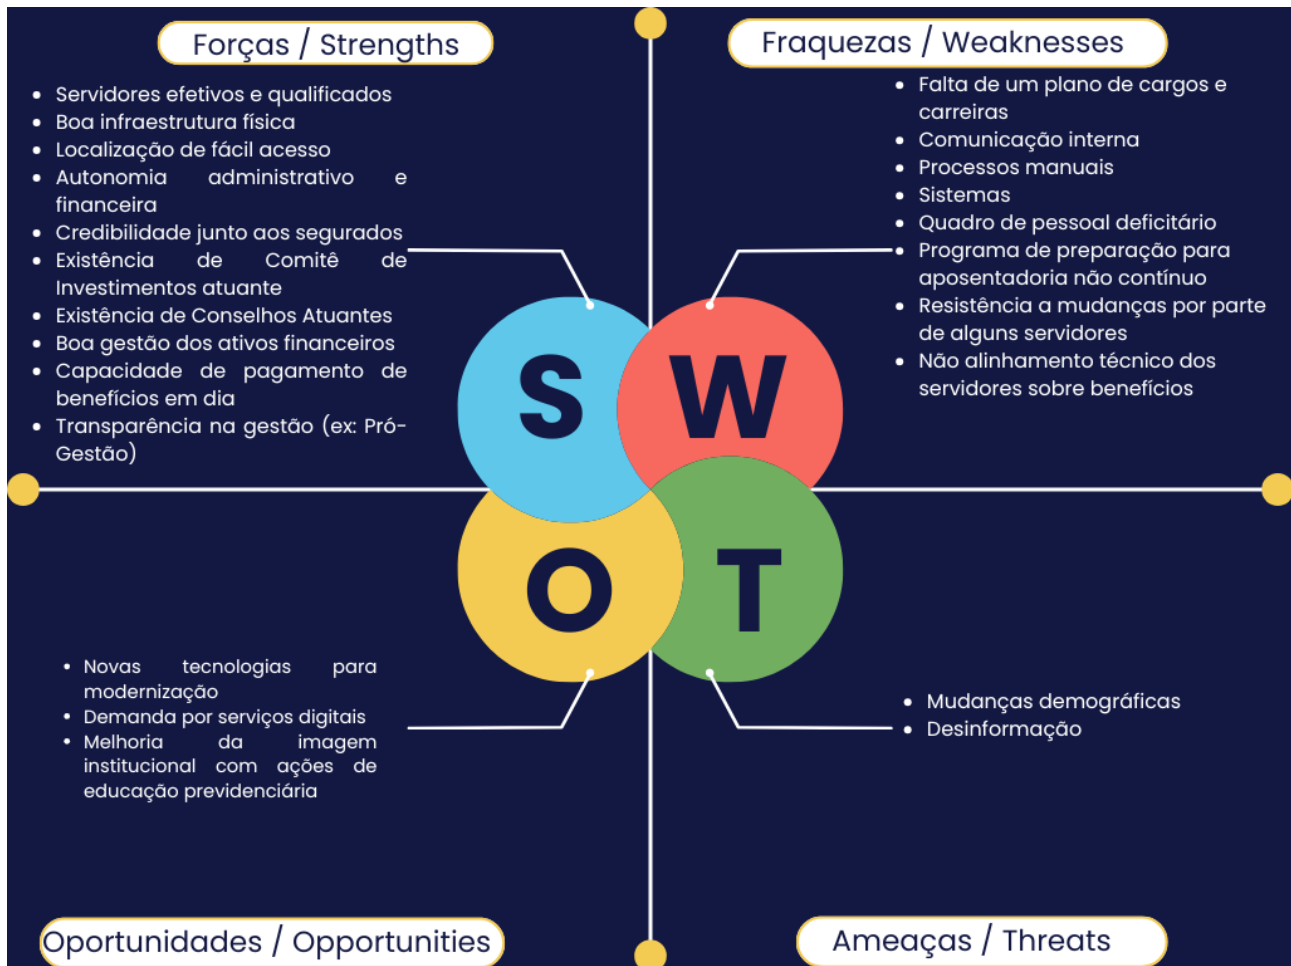 Forças / Strengths
• Servidores efetivos e qualificados
• Boa infraestrutura física
• Localização de fácil acesso
• Autonomia administrativo e
financeira
• Credibilidade junto aos segurados
• Existência de Comitê de
Investimentos atuante
• Existência de Conselhos Atuantes
• Boa gestão dos ativos financeiros
• Capacidade de pagamento de
benefícios em dia
• Transparência na gestão (ex: Pró-
Gestão)
Fraquezas / Weaknesses
• Falta de um plano de cargos e
carreiras
• Comunicação interna
• Processos manuais
• Sistemas
• Quadro de pessoal deficitário
• Programa de preparação para
aposentadoria não contínuo
• Resistência a mudanças por parte
de alguns servidores
• Não alinhamento técnico dos
servidores sobre benefícios
S
W
O
T
• Novas tecnologias para
modernização
• Demanda por serviços digitais
• Melhoria da imagem
institucional com ações de
educação previdenciária
Oportunidades / Opportunities
• Mudanças demográficas
• Desinformação
Ameaças / Threats